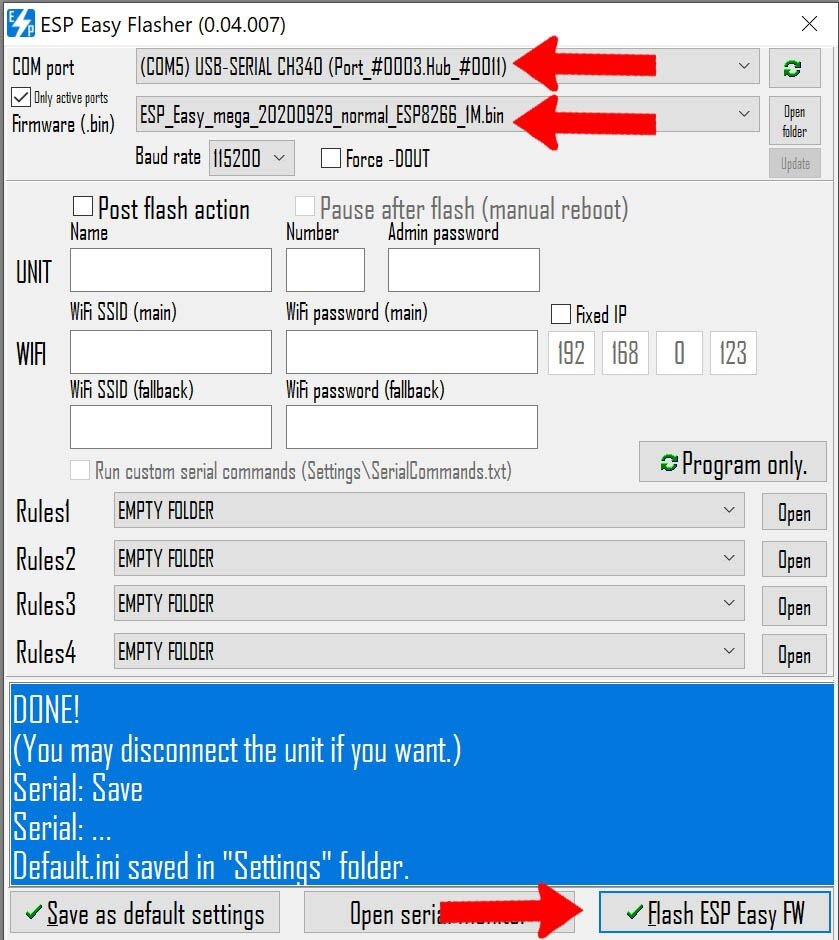 ESP Easy Flasher (0.04.007)
COM port
(COM5) USB-SERIAL CH340 (Port_#0003.Hub_#0011)
Only active ports
Firmware (.bin)
ESP_Easy_mega_20200929_normal_ESP8266_1M.bin
Open
folder
Baud rate
115200
Force -DOUT
Update
Post flash action
Pause after flash (manual reboot)
Name
Number
Admin password
UNIT
WiFi SSID (main)
WiFi password (main)
Fixed IP
WIFI
192
168
0
123
WiFi SSID (fallback)
WiFi password (fallback)
Run custom serial commands (Settings\SerialCommands.txt)
Program only.
Rules1
EMPTY FOLDER
Open
Rules2
EMPTY FOLDER
Open
Rules3
EMPTY FOLDER
Open
Rules4
EMPTY FOLDER
Open
DONE!
(You may disconnect the unit if you want.)
Serial: Save
Serial: ...
Default.ini saved in "Settings" folder.
Save as default settings
Open serial monitor
Flash ESP Easy FW